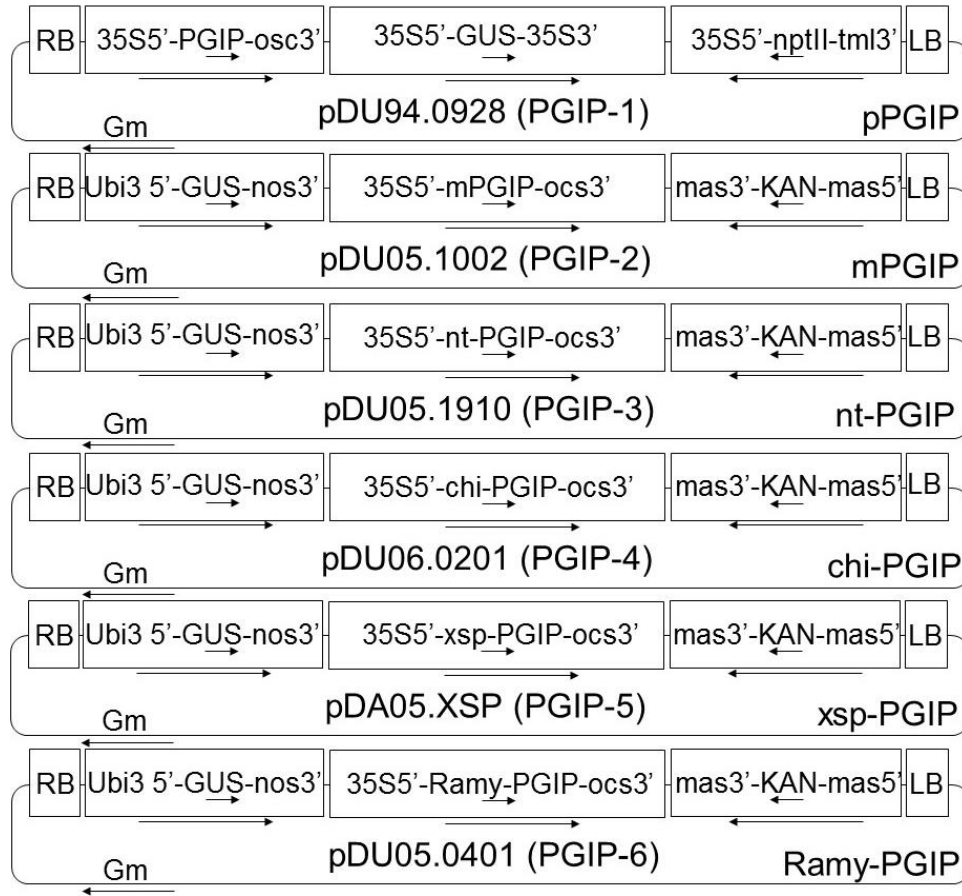 RB 35S5’-PGIP-osc3’ 35S5’-GUS-35S3’ 35S5’-nptII-tml3’ LB
pDU94.0928 (PGIP-1) pPGIP
Gm
RB Ubi3 5’-GUS-nos3’ 35S5’-mPGIP-ocs3’ mas3’-KAN-mas5’ LB
pDU05.1002 (PGIP-2) mPGIP
Gm
RB Ubi3 5’-GUS-nos3’ 35S5’-nt-PGIP-ocs3’ mas3’-KAN-mas5’ LB
pDU05.1910 (PGIP-3) nt-PGIP
Gm
RB Ubi3 5’-GUS-nos3’ 35S5’-chi-PGIP-ocs3’ mas3’-KAN-mas5’ LB
pDU06.0201 (PGIP-4) chi-PGIP
Gm
RB Ubi3 5’-GUS-nos3’ 35S5’-xsp-PGIP-ocs3’ mas3’-KAN-mas5’ LB
pDA05.XSP (PGIP-5) xsp-PGIP
Gm
RB Ubi3 5’-GUS-nos3’ 35S5’-Ramy-PGIP-ocs3’ mas3’-KAN-mas5’ LB
pDU05.0401 (PGIP-6) Ramy-PGIP
Gm